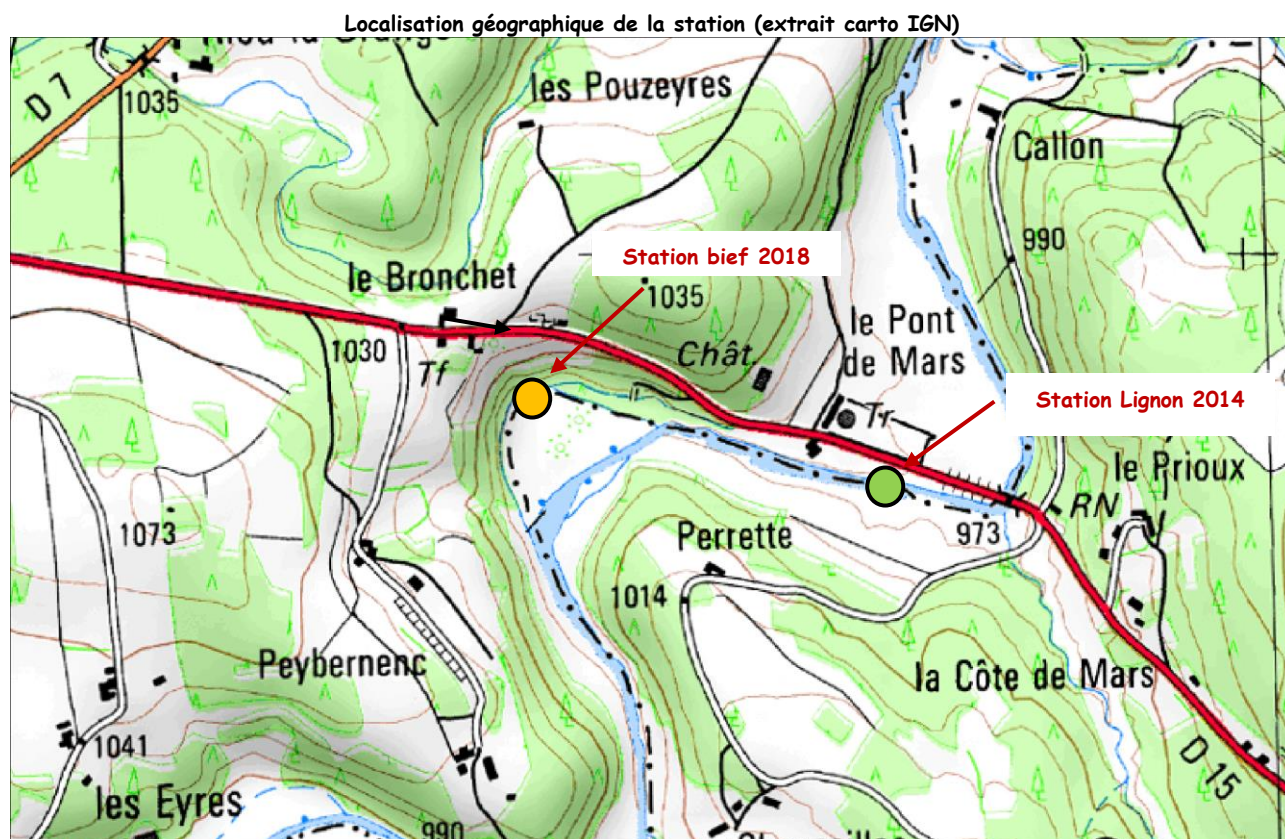 Localisation géographique de la station (extrait carto IGN)
D 7
1035
les Pouzeyres
Callon
990
Station bief 2018
le Bronchet
1035
1030
Tf
Chât.
le Pont
de Mars
Tr
Station Lignon 2014
le Prioux
RN
973
1073
Perrette
1014
Peybernenc
la Côte de Mars
1041
D 15
les Eyres
990